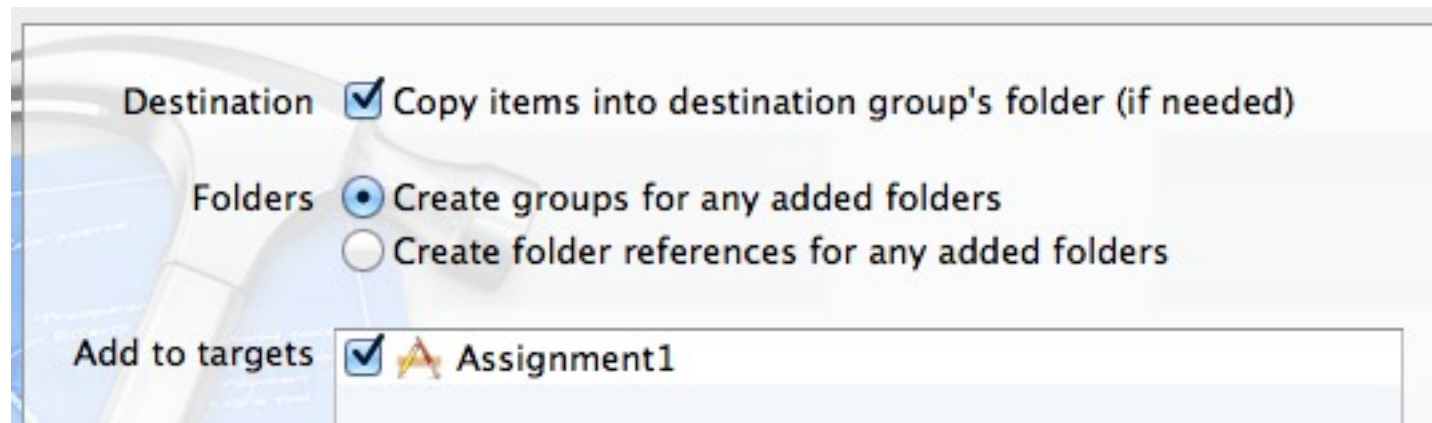 Destination Copy items into destination group's folder (if needed)
Folders Create groups for any added folders
Create folder references for any added folders
Add to targets Assignment1